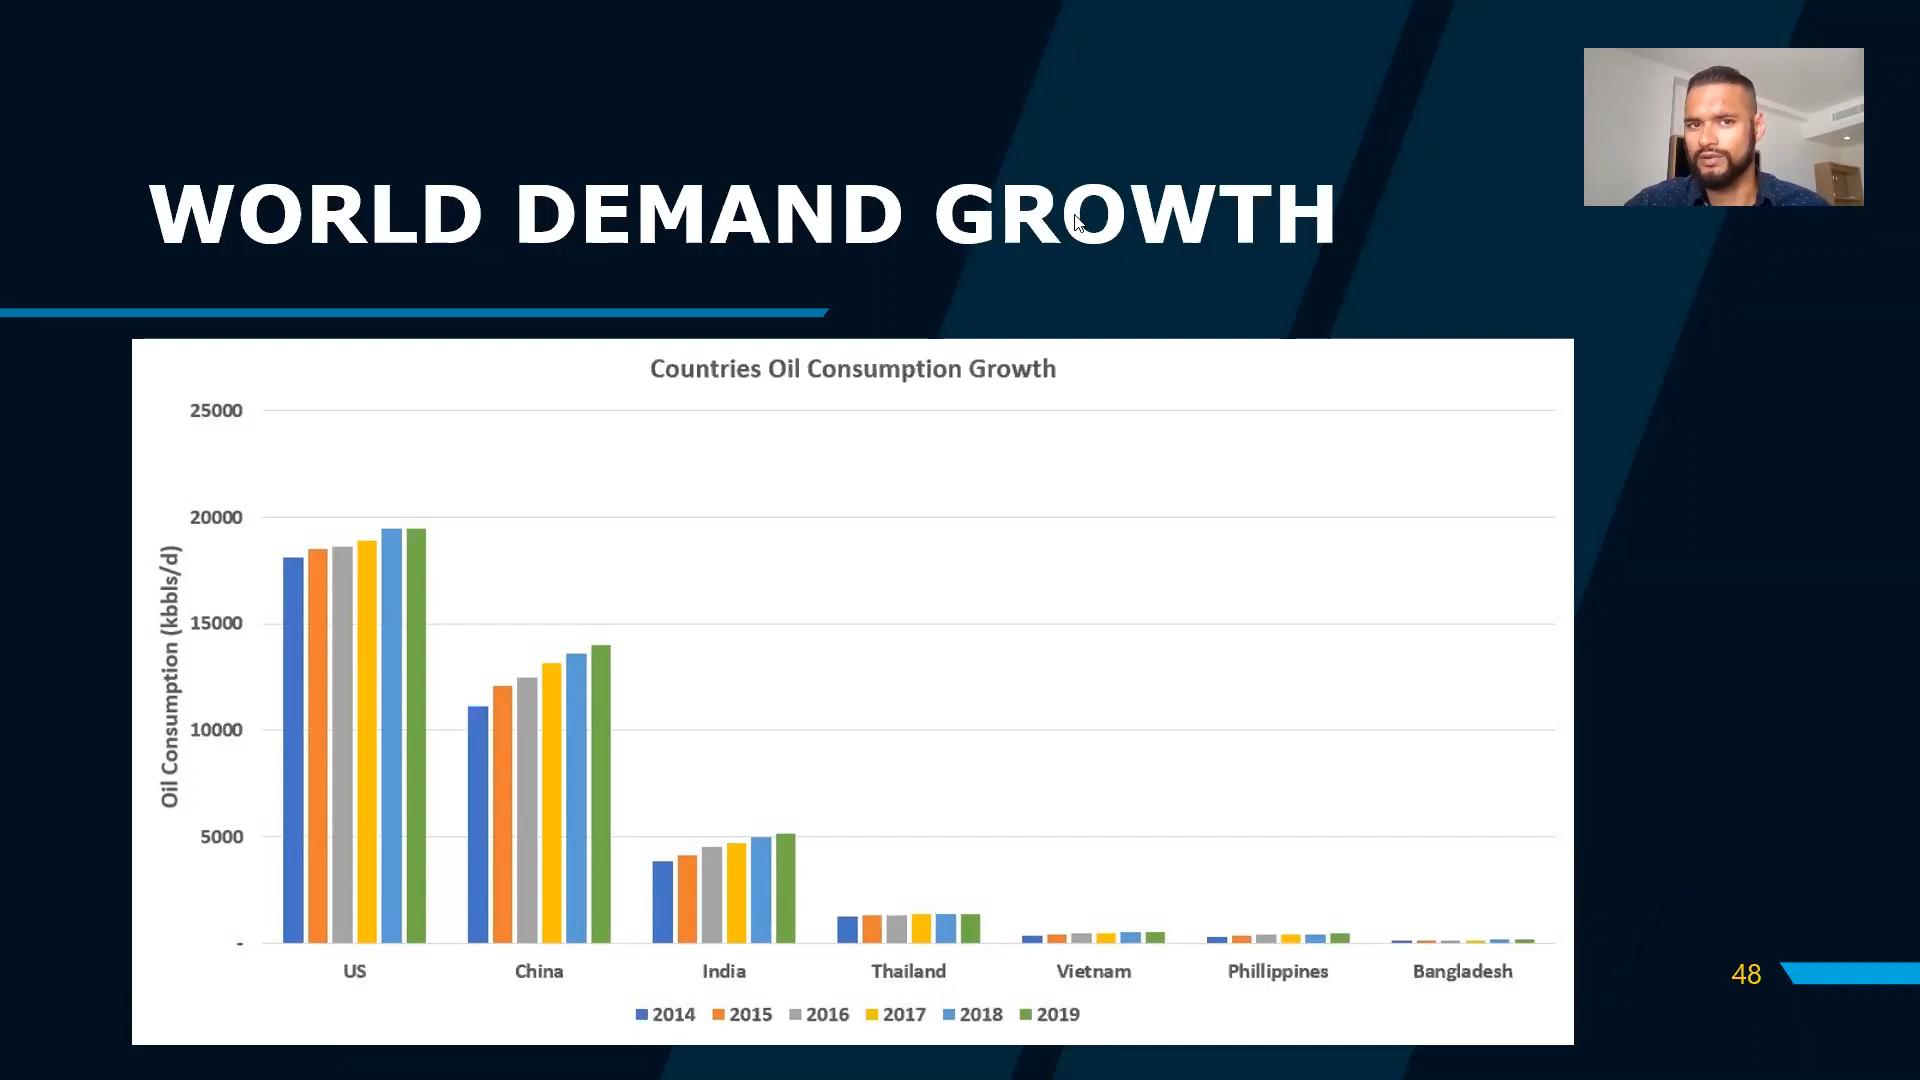 WORLD DEMAND GROWTH
Countries Oil Consumption Growth
25000
20000
15000
10000
5000
-
Oil Consumption (kbbls/d)
US China India Thailand Vietnam Phillippines Bangladesh
2014 2015 2016 2017 2018 2019
48